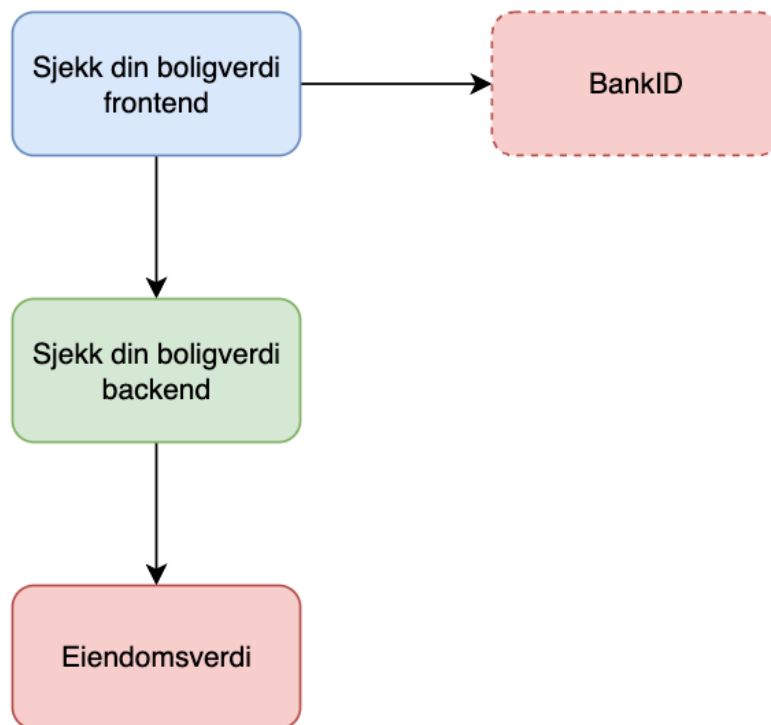 Sjekk din boligverdi
frontend
BankID
Sjekk din boligverdi
backend
Eiendomsverdi